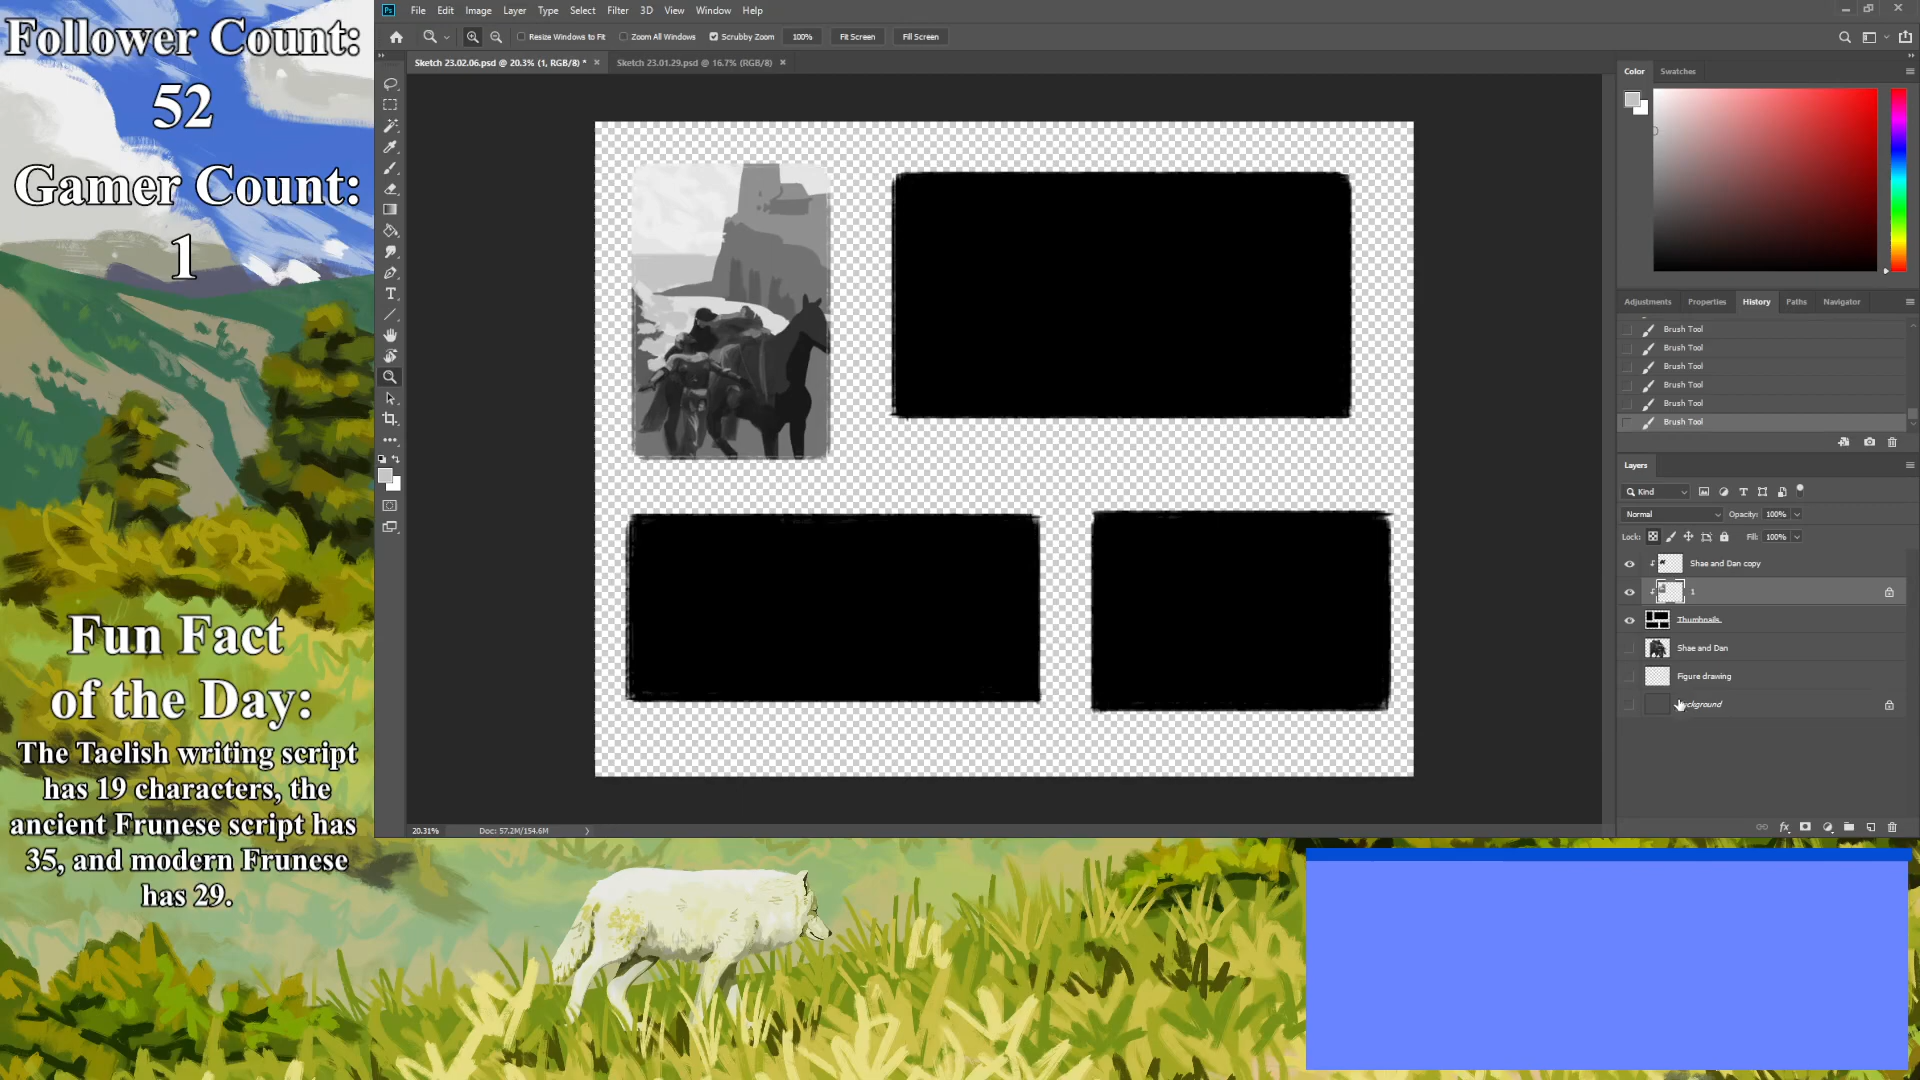 Follower Count:
52
Gamer Count:
1
Fun Fact
of the Day:
The Taelish writing script
has 19 characters, the
ancient Frunese script has
35, and modern Frunese
has 29.
Ps File Edit Image Layer Type Select Filter 3D View Window Help
Resize Windows to Fit Zoom All Windows Scrubby Zoom 100% Fit Screen Fill Screen
Sketch 23.02.06.psd @ 20.3% (1, RGB/8) * Sketch 23.01.29.psd @ 16.7% (RGB/8)
20.31% Doc: 57.2M/154.6M
Color Swatches
Adjustments Properties History Paths Navigator
Brush Tool
Brush Tool
Brush Tool
Brush Tool
Brush Tool
Brush Tool
Layers
Kind
Normal Opacity: 100%
Lock: Fill: 100%
Shae and Dan copy
1
Thumbnails
Shae and Dan
Figure drawing